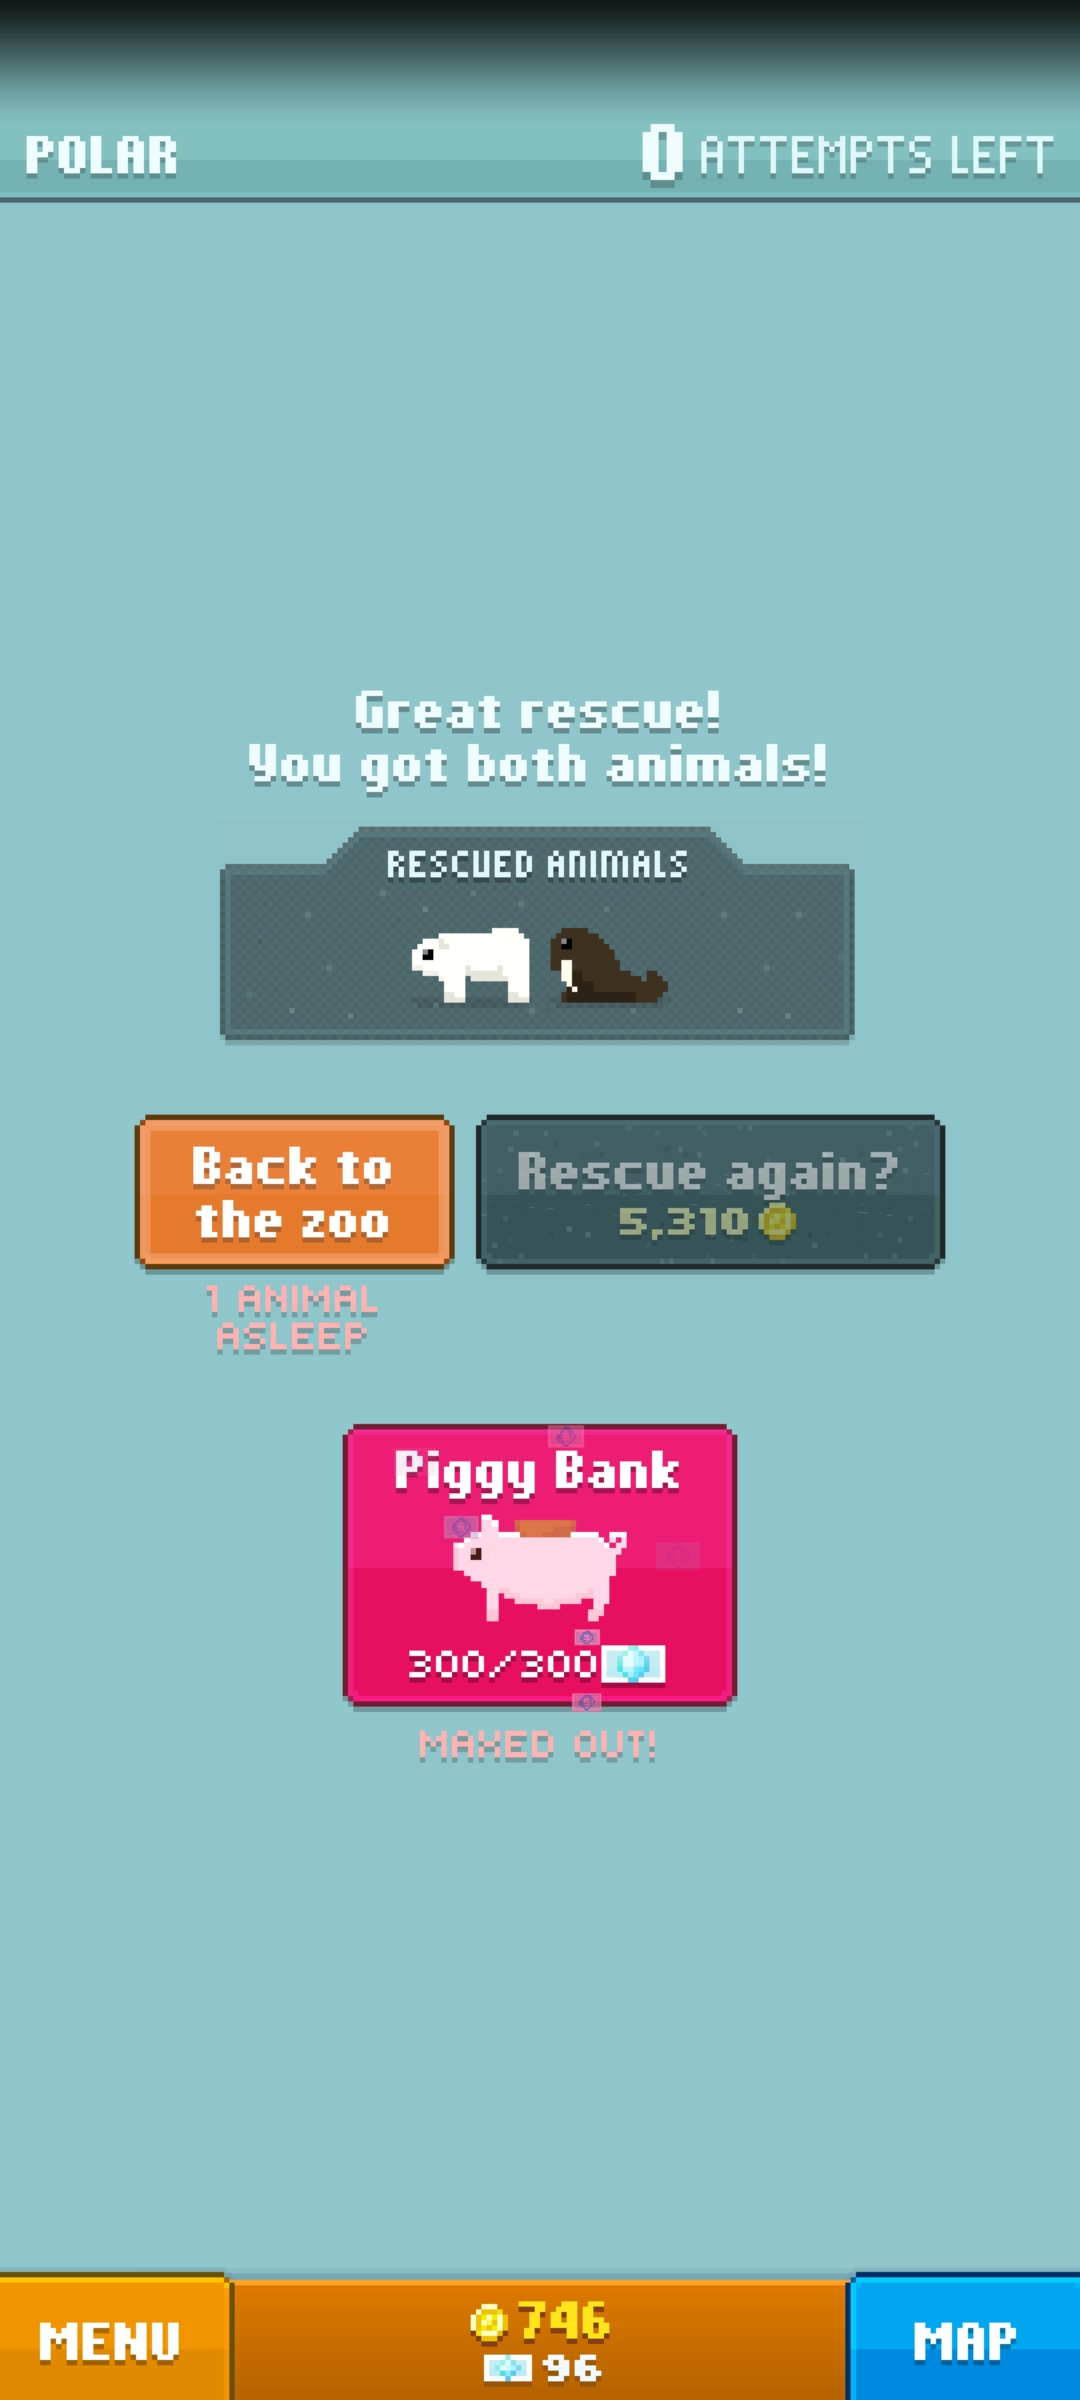 POLAR
0 ATTEMPTS LEFT
Great rescue!
You got both animals!
RESCUED ANIMALS
Back to
the zoo
Rescue again?
5,310
1 ANIMAL
ASLEEP
Piggy Bank
300/300
MAXED OUT!
MENU
746
96
MAP